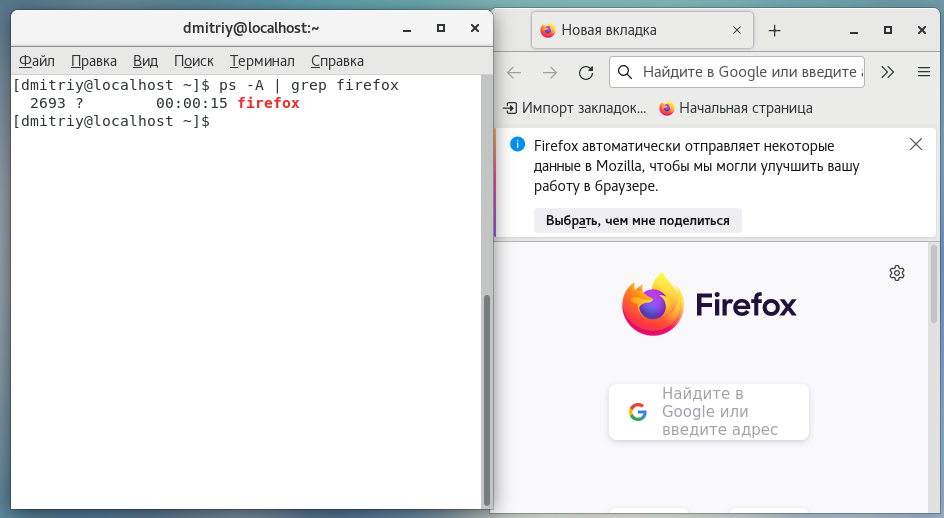 dmitriy@localhost:~
Файл Правка Вид Поиск Терминал Справка
[dmitriy@localhost ~]$ ps -A | grep firefox
2693 ? 00:00:15 firefox
[dmitriy@localhost ~]$
Новая вкладка
Найдите в Google или введите а
Импорт закладок...
Начальная страница
Firefox автоматически отправляет некоторые
данные в Mozilla, чтобы мы могли улучшить вашу
работу в браузере.
Выбрать, чем мне поделиться
Firefox
Найдите в
Google или
введите адрес